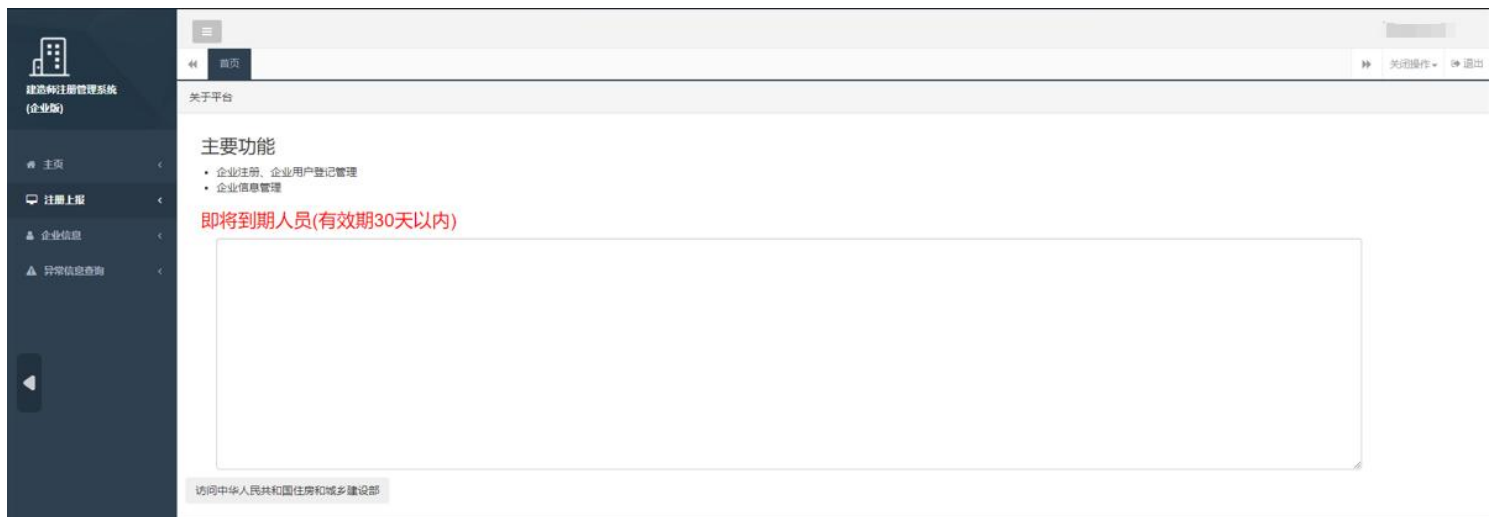 建造师注册管理系统
(企业版)
主页
注册上报
企业信息
异常信息查询
首页
关闭操作
退出
关于平台
主要功能
企业注册、企业用户登记管理
企业信息管理
即将到期人员(有效期30天以内)
访问中华人民共和国住房和城乡建设部